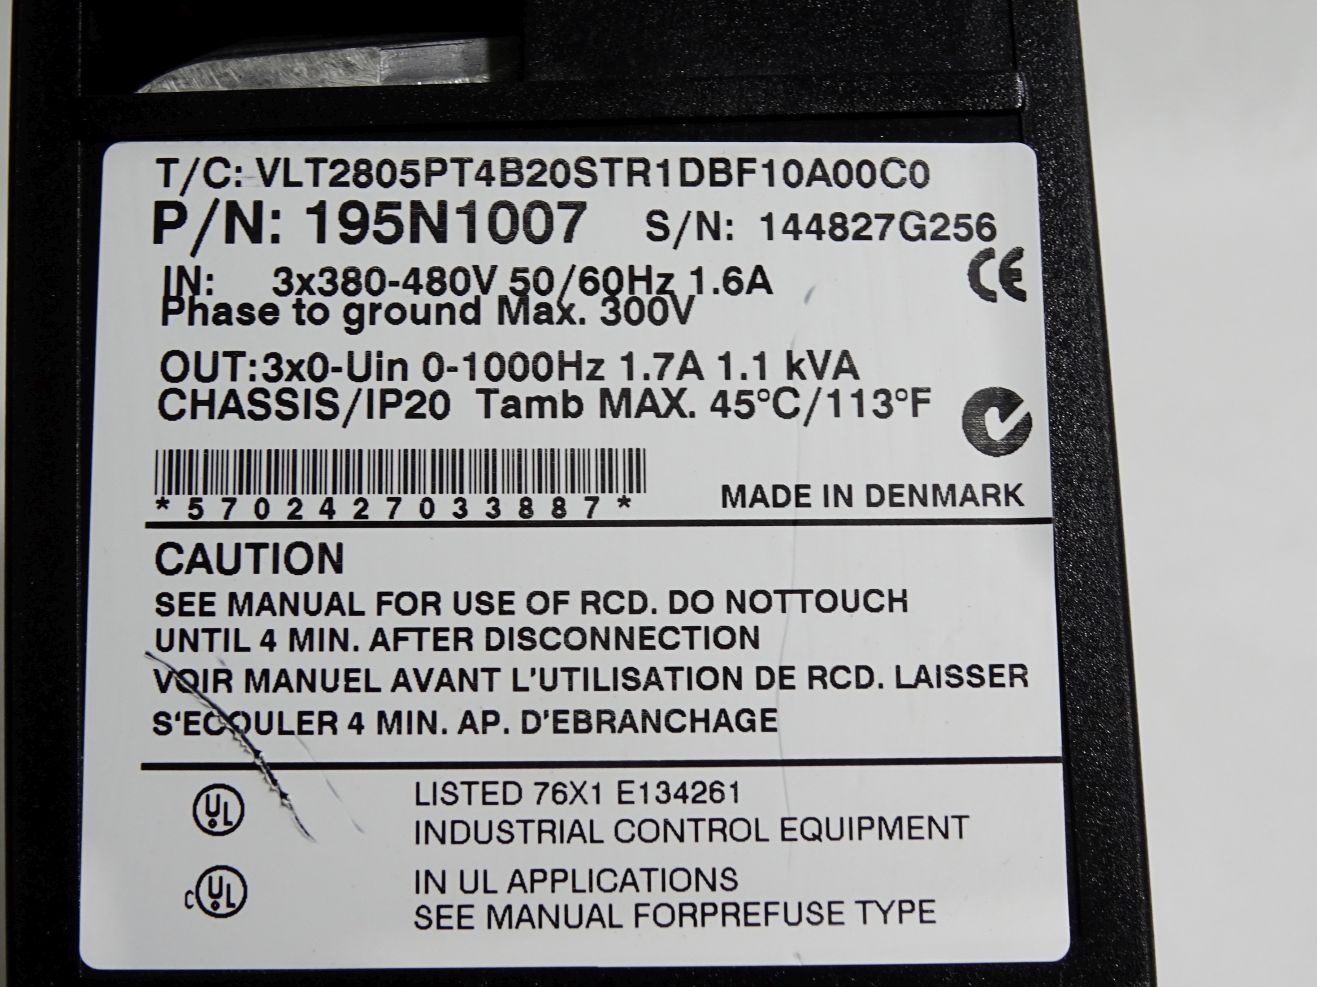 T/C: VLT2805PT4B20STR1DBF10A00C0
P/N: 195N1007 S/N: 144827G256
IN: 3x380-480V 50/60Hz 1.6A
CE
Phase to ground Max. 300V
OUT:3x0-Uin 0-1000Hz 1.7A 1.1 kVA
CHASSIS/IP20 Tamb MAX. 45°C/113°F
*5702427033887*
MADE IN DENMARK
CAUTION
SEE MANUAL FOR USE OF RCD. DO NOTTOUCH
UNTIL 4 MIN. AFTER DISCONNECTION
VOIR MANUEL AVANT L'UTILISATION DE RCD. LAISSER
S'ECOULER 4 MIN. AP. D'EBRANCHAGE
UL
LISTED 76X1 E134261
INDUSTRIAL CONTROL EQUIPMENT
c UL
IN UL APPLICATIONS
SEE MANUAL FORPREFUSE TYPE